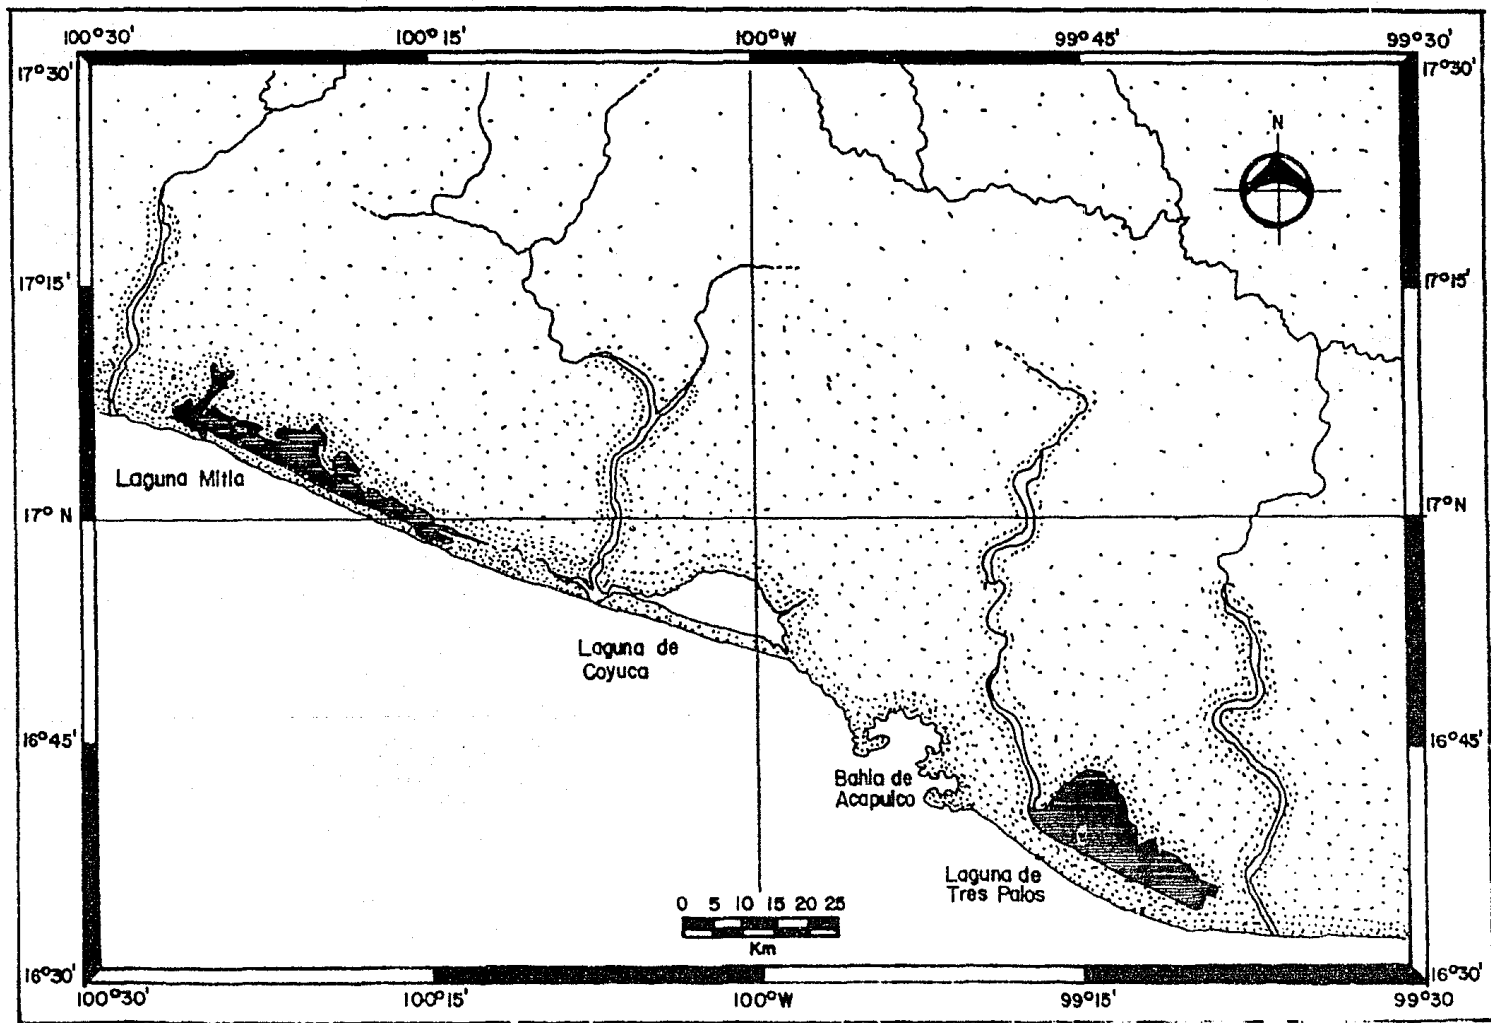 100°30' 100°15' 100°W 99°45' 99°30'
17°30' 17°30'
N
17°15' 17°15'
Laguna Mitla
17° N 17° N
Laguna de
Coyuca
16°45' 16°45'
Bahia de
Acapulco
Laguna de
Tres Palos
0 5 10 15 20 25
Km
16°30' 16°30'
100°30' 100°15' 100°W 99°15' 99°30